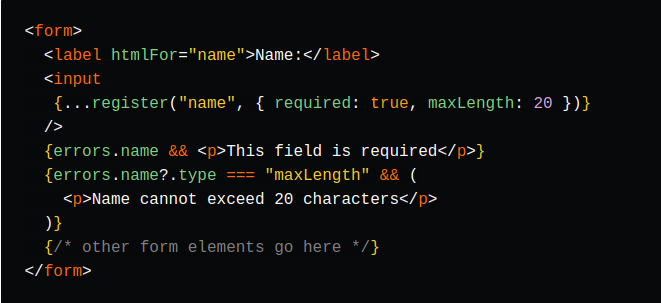 <form>
  <label htmlFor="name">Name:</label>
  <input
   {...register("name", { required: true, maxLength: 20 })}
  />
  {errors.name && <p>This field is required</p>}
  {errors.name?.type === "maxLength" && (
    <p>Name cannot exceed 20 characters</p>
  )}
  {/* other form elements go here */}
</form>